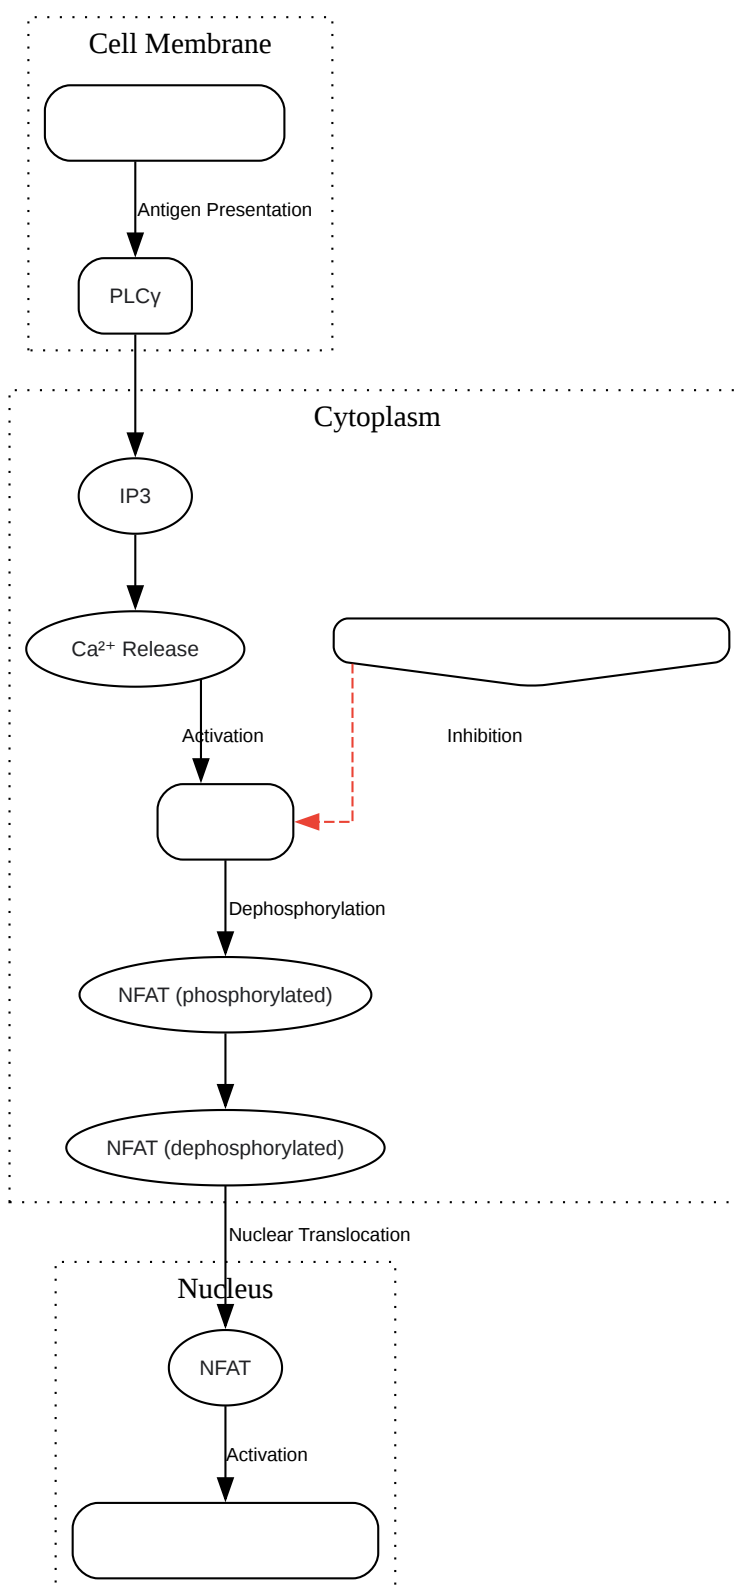 Cell Membrane
Antigen Presentation
PLCγ
Cytoplasm
IP3
Ca²⁺ Release
Activation
Inhibition
Dephosphorylation
NFAT (phosphorylated)
NFAT (dephosphorylated)
Nuclear Translocation
Nucleus
NFAT
Activation